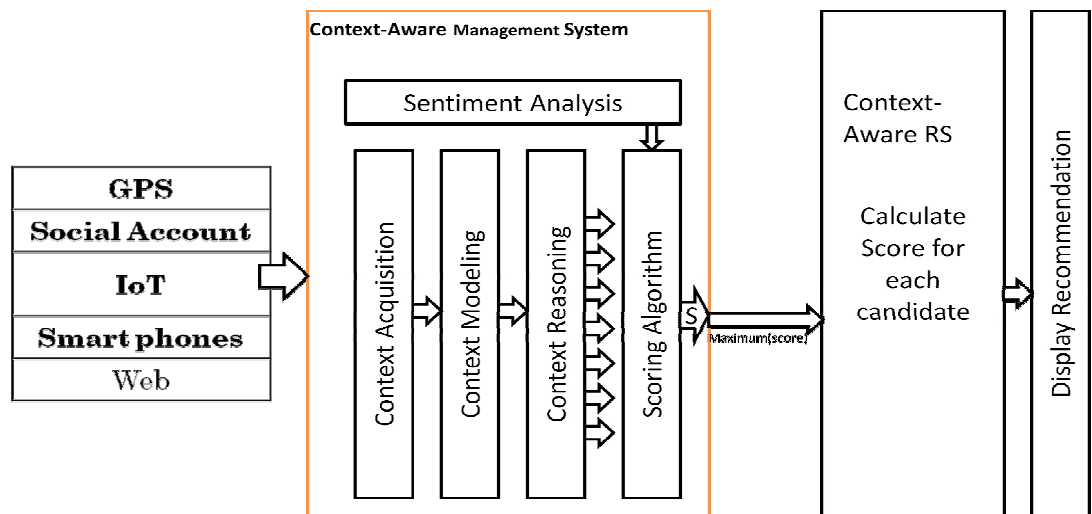 Context-Aware Management System
Sentiment Analysis
GPS
Social Account
IoT
Smart phones
Web
Context Acquisition
Context Modeling
Context Reasoning
Scoring Algorithm
S
Maximum(score)
Context-
Aware RS
Calculate
Score for
each
candidate
Display Recommendation